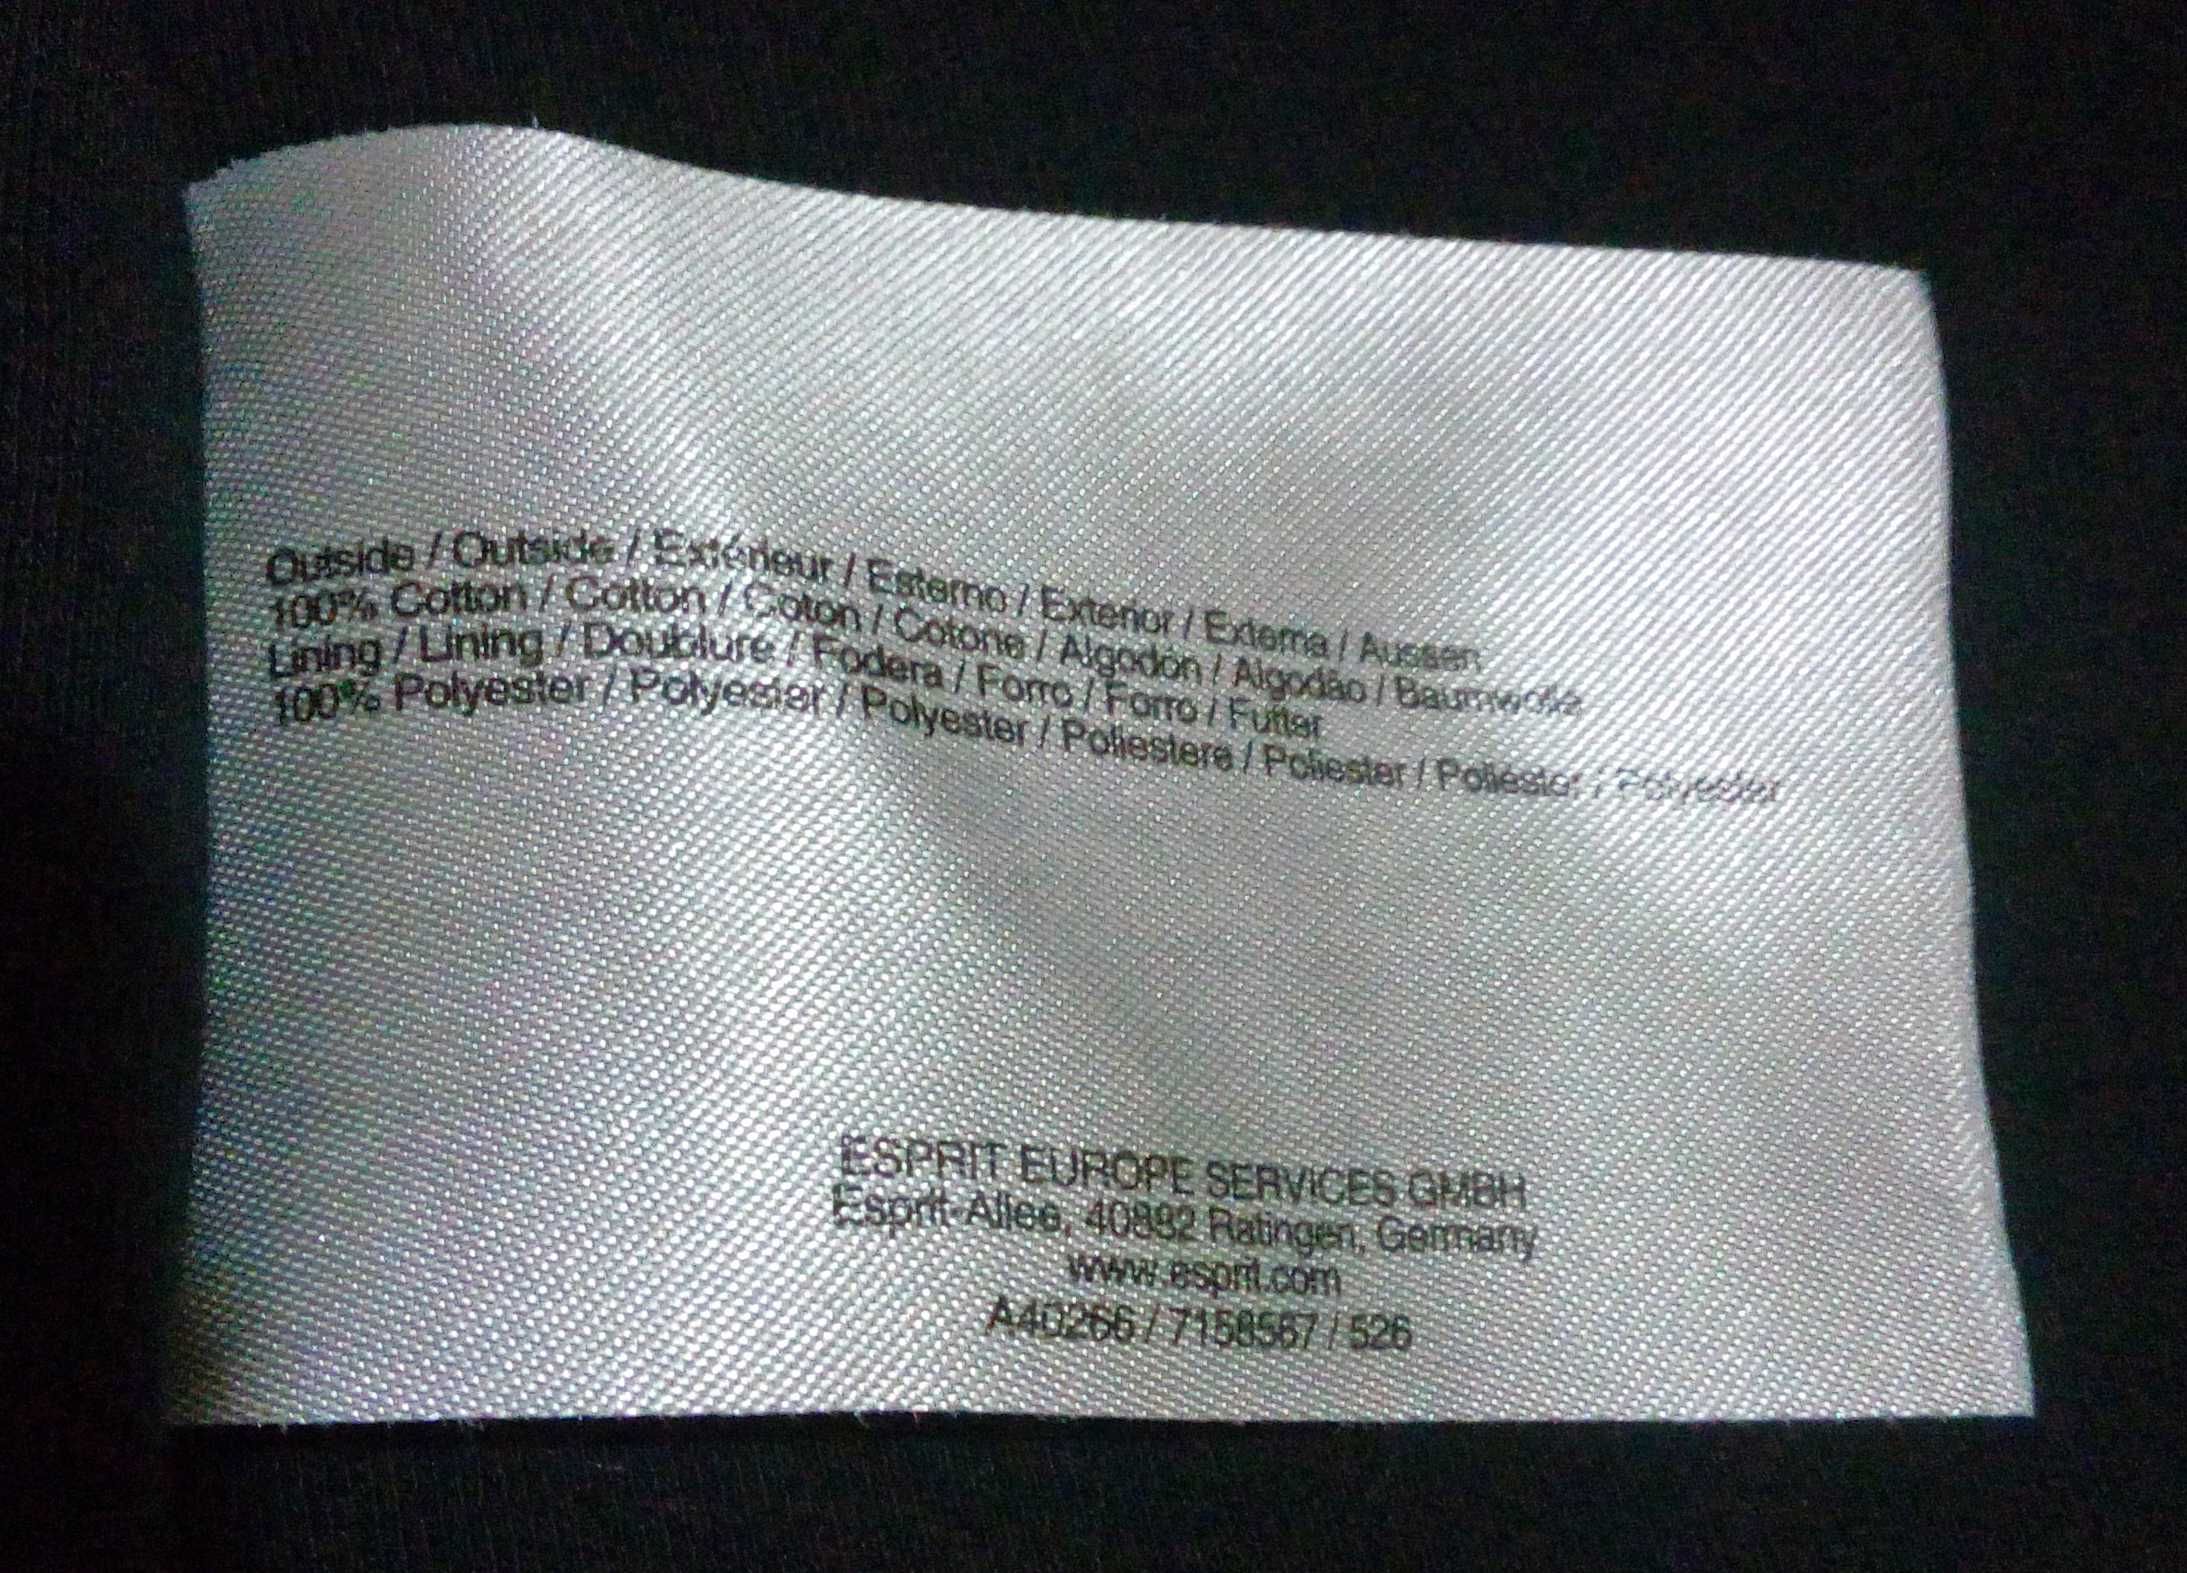 Outside / Outside / Extérieur / Esterno / Exterior / Externa / Aussen
100% Cotton / Cotton / Coton / Cotone / Algodón / Algodão / Baumwolle
Lining / Lining / Doublure / Fodera / Forro / Forro / Futter
100% Polyester / Polyester / Polyester / Poliestere / Poliester / Poliester / Polyester
ESPRIT EUROPE SERVICES GMBH
Esprit-Allee, 40882 Ratingen, Germany
www.esprit.com
A40266 / 7158567 / 526